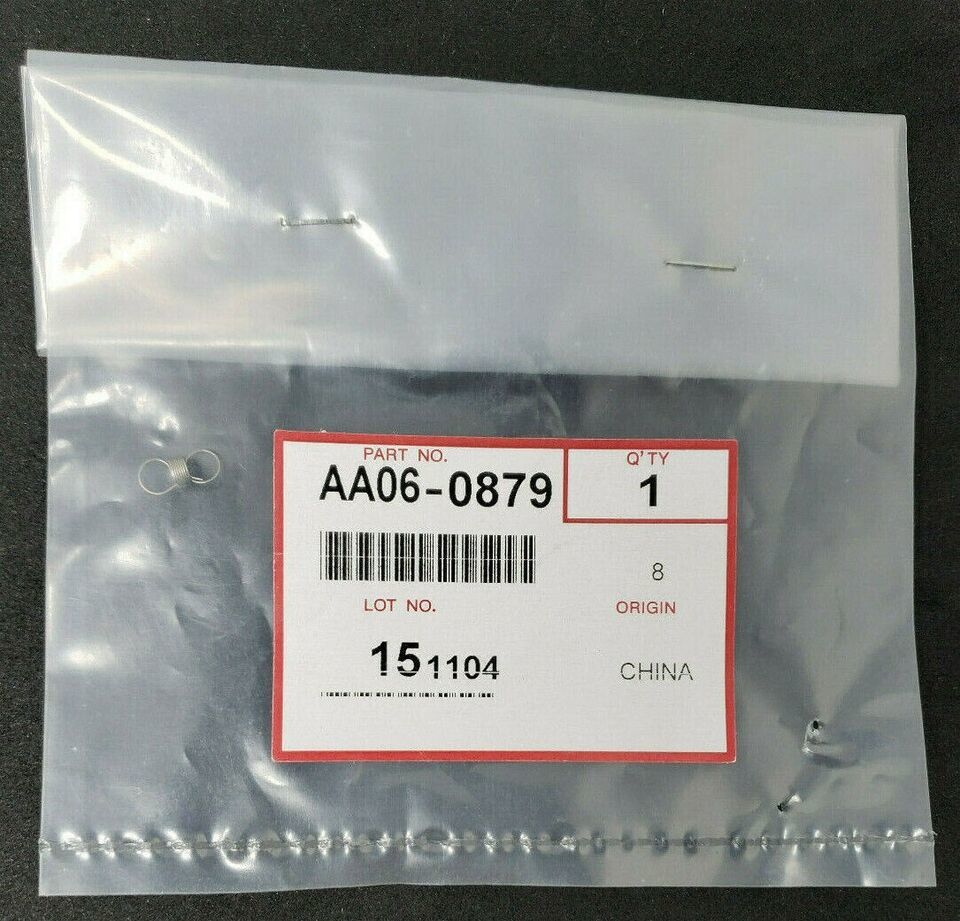 PART NO.
AA06-0879
Q'TY
1
8
LOT NO.
151104
ORIGIN
CHINA